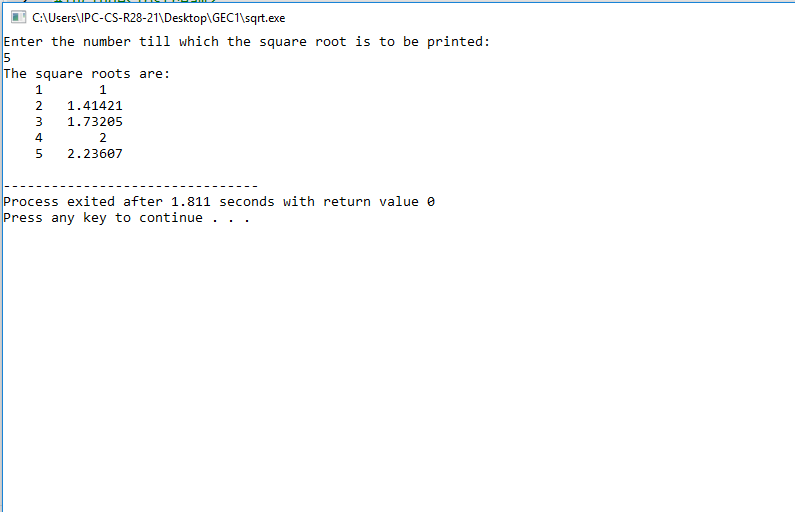 #include<iostream>
C:\Users\IPC-CS-R28-21\Desktop\GEC1\sqrt.exe
Enter the number till which the square root is to be printed:
5
The square roots are:
    1       1
    2   1.41421
    3   1.73205
    4       2
    5   2.23607
--------------------------------
Process exited after 1.811 seconds with return value 0
Press any key to continue . . .